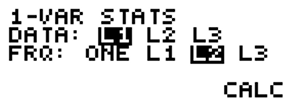 1-VAR STATS
DATA: L1 L2 L3
FRQ: ONE L1 L2 L3
CALC